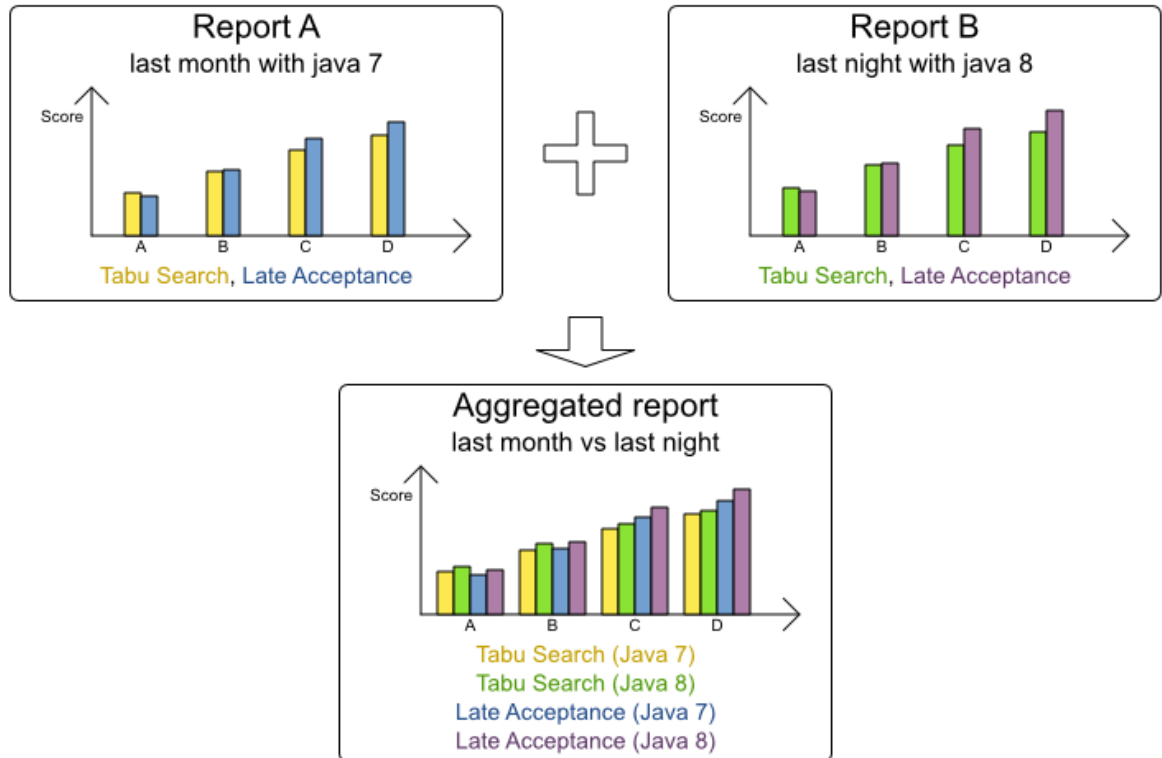 Report A
last month with java 7
Score
A B C D
Tabu Search, Late Acceptance
Report B
last night with java 8
Score
A B C D
Tabu Search, Late Acceptance
Aggregated report
last month vs last night
Score
A B C D
Tabu Search (Java 7)
Tabu Search (Java 8)
Late Acceptance (Java 7)
Late Acceptance (Java 8)